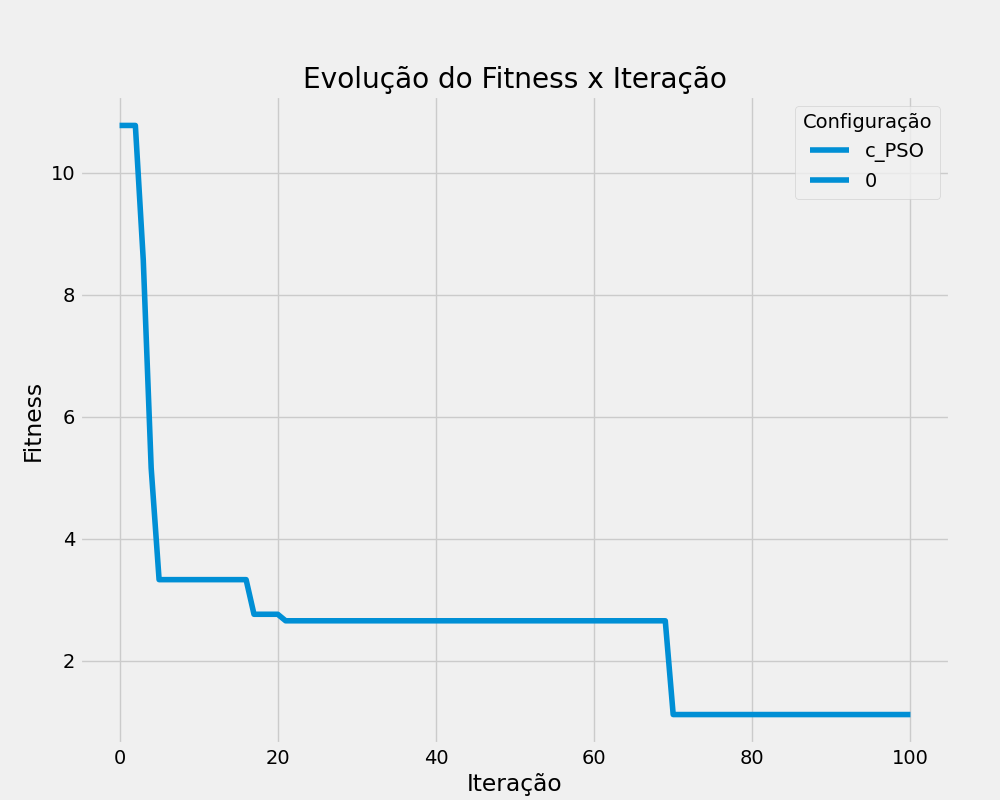 Evolução do Fitness x Iteração
Configuração
c_PSO
0
Fitness
10
8
6
4
2
0 20 40 60 80 100
Iteração